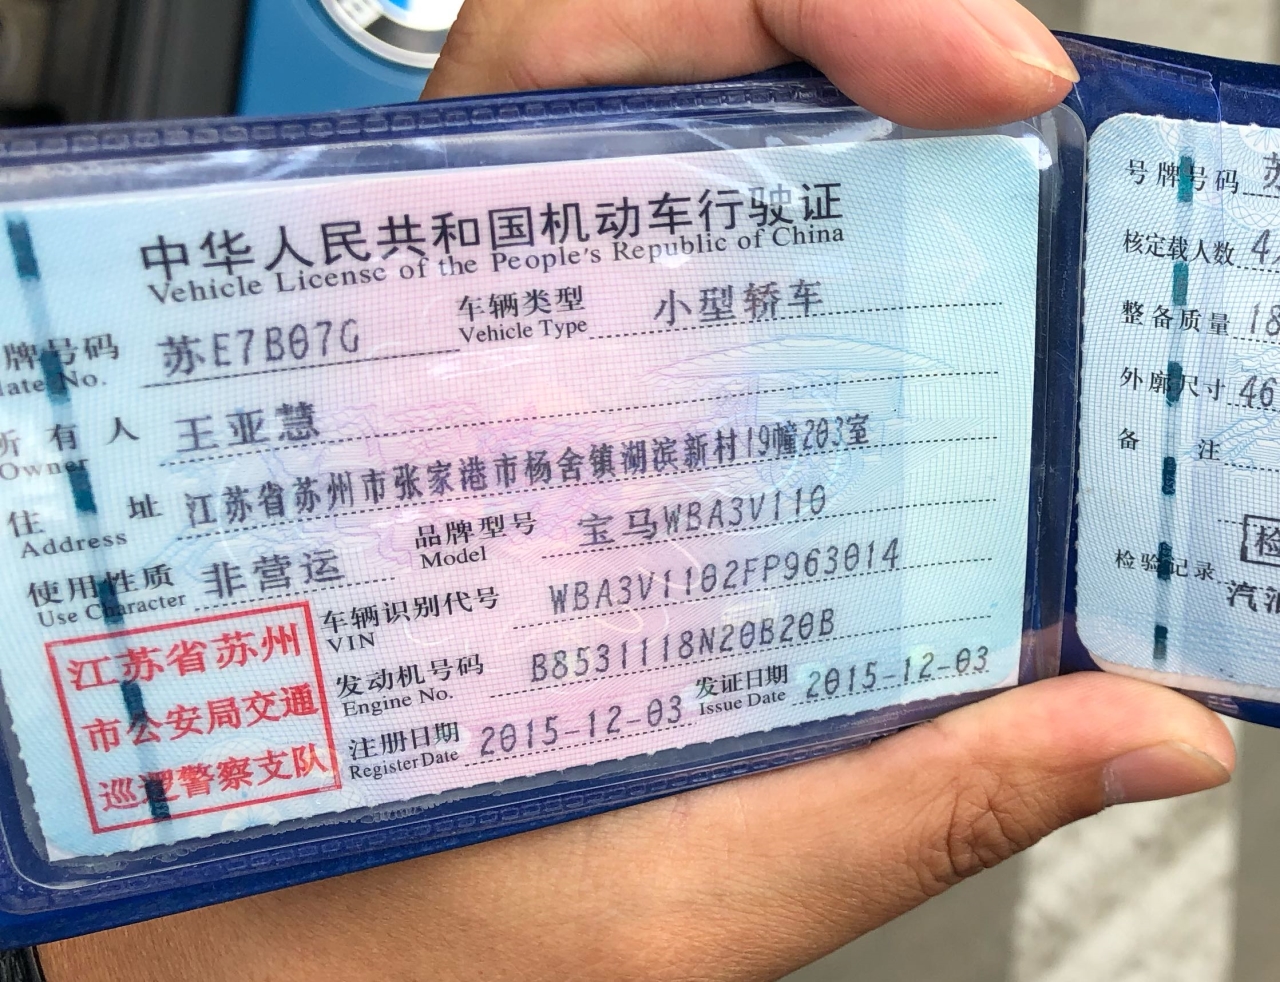 中华人民共和国机动车行驶证
Vehicle License of the People's Republic of China
牌号码 苏E7B07G 车辆类型 小型轿车
late No. Vehicle Type
所有人 王亚慧
Owner
住址 江苏省苏州市张家港市杨舍镇湖滨新村19幢203室
Address
使用性质 非营运 品牌型号 宝马WBA3V110
Use Character Model
车辆识别代号 WBA3V1102FP963014
VIN
发动机号码 B8531118N20B20B
Engine No.
注册日期 2015-12-03 发证日期 2015-12-03
Register Date Issue Date
江苏省苏州
市公安局交通
巡逻警察支队
号牌号码 苏
核定载人数 4
整备质量 18
外廓尺寸 46
备注
检
检验记录
汽油